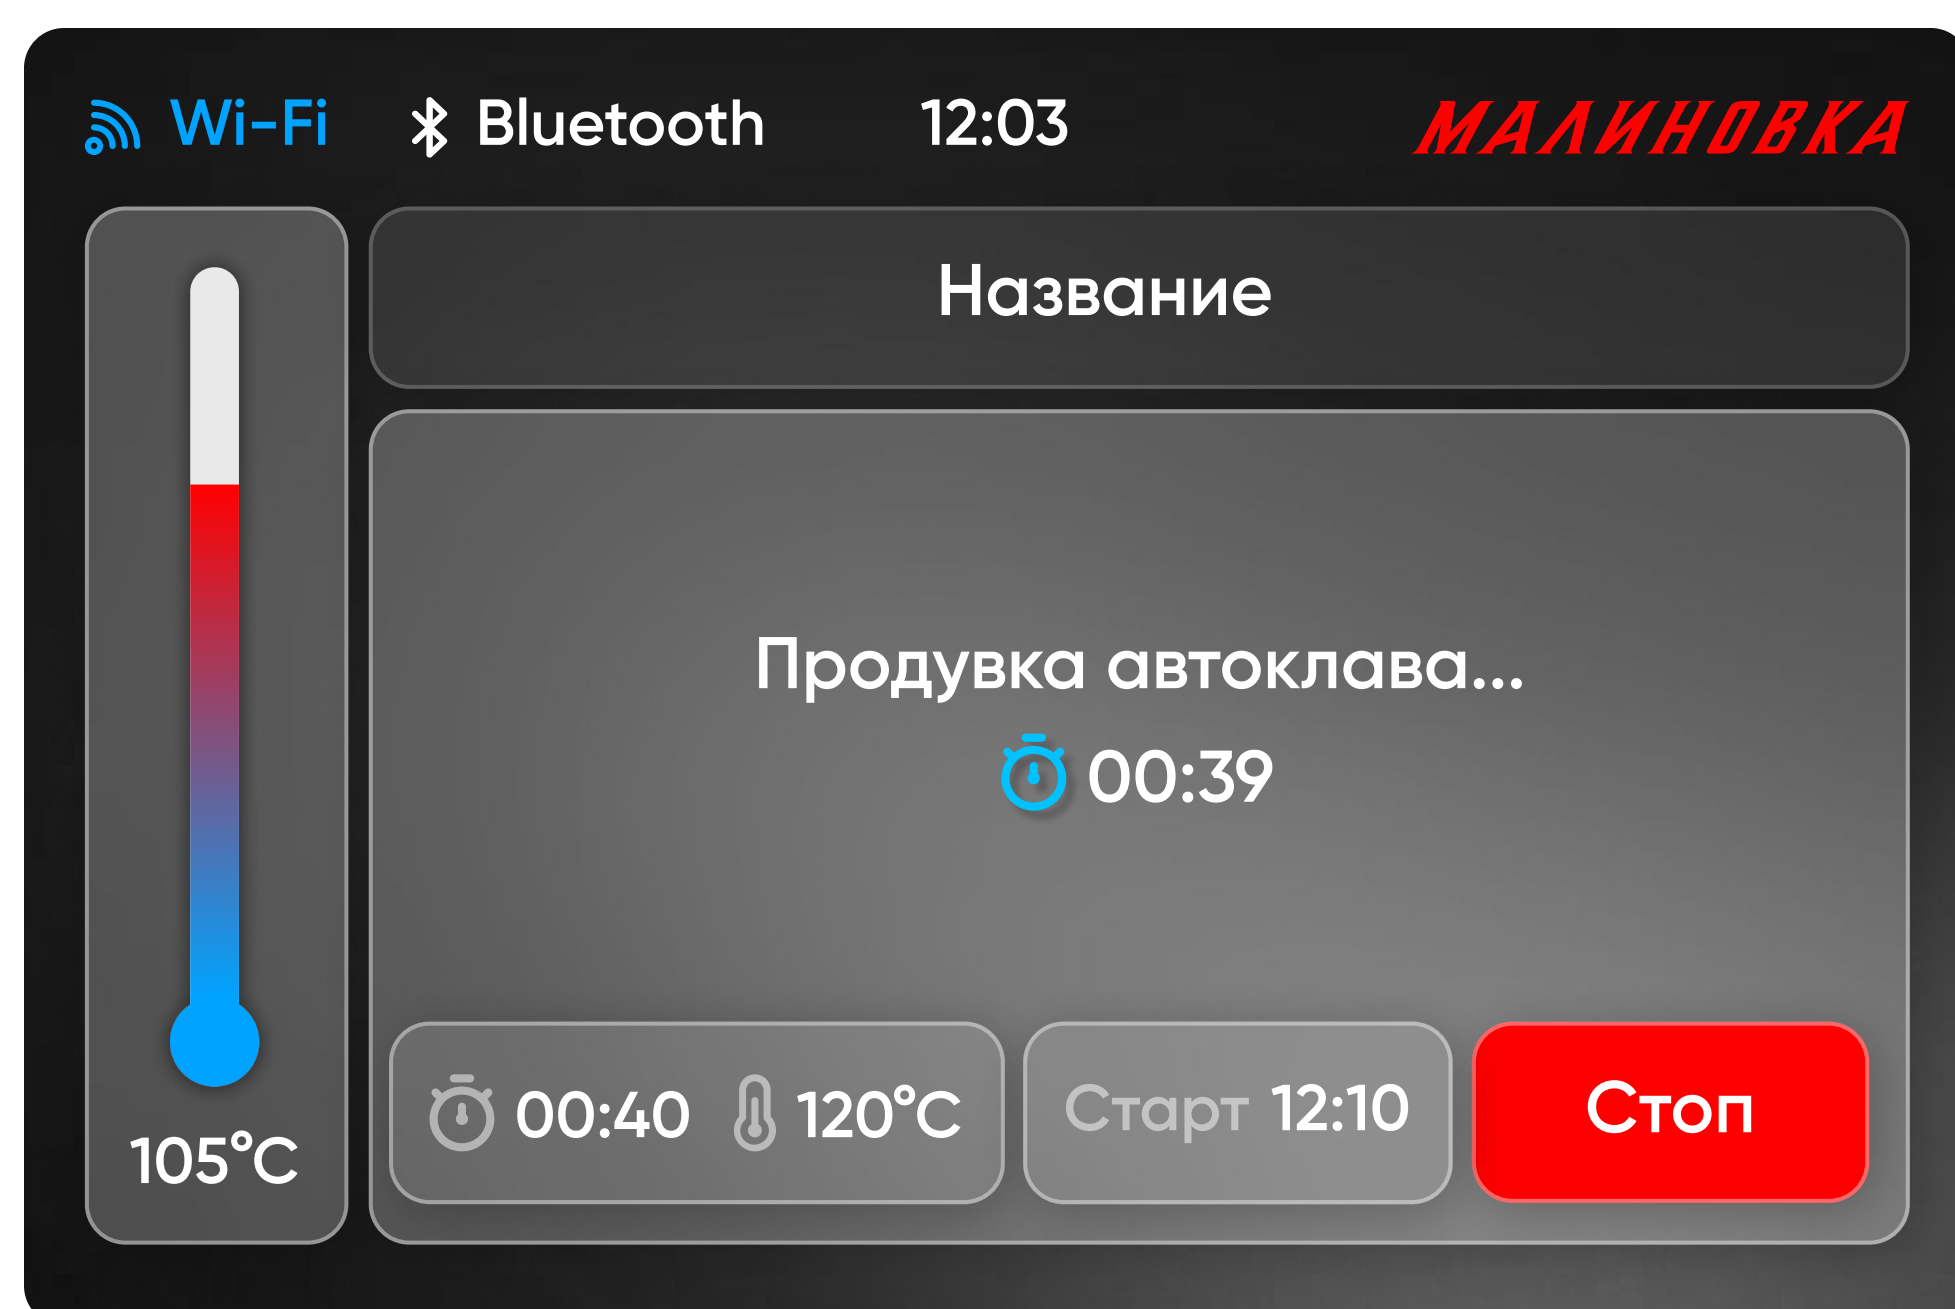 Wi-Fi Bluetooth 12:03 МАЛИНОВКА
Название
Продувка автоклава...
00:39
00:40 120°C Старт 12:10 Стоп
105°C